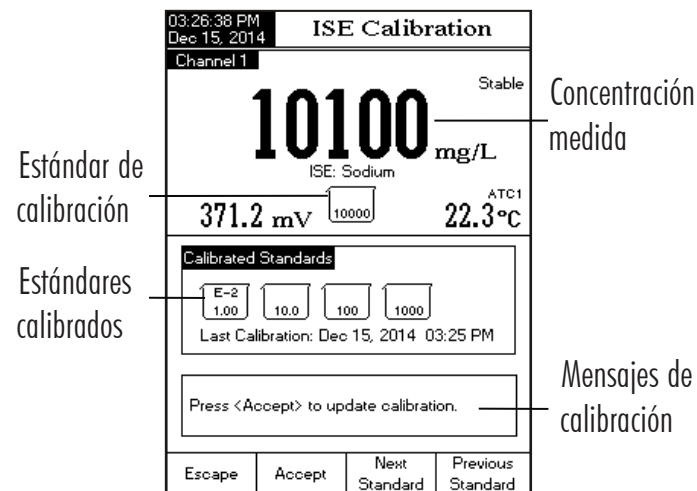 03:26:38 PM
Dec 15, 2014
ISE Calibration
Channel 1
Stable
10100 mg/L
Concentración
medida
ISE: Sodium
Estándar de
calibración
371.2 mV
10000
ATC1
22.3°C
Calibrated Standards
Estándares
calibrados
E-2
1.00
10.0
100
1000
Last Calibration: Dec 15, 2014 03:25 PM
Press <Accept> to update calibration.
Mensajes de
calibración
Escape
Accept
Next
Standard
Previous
Standard